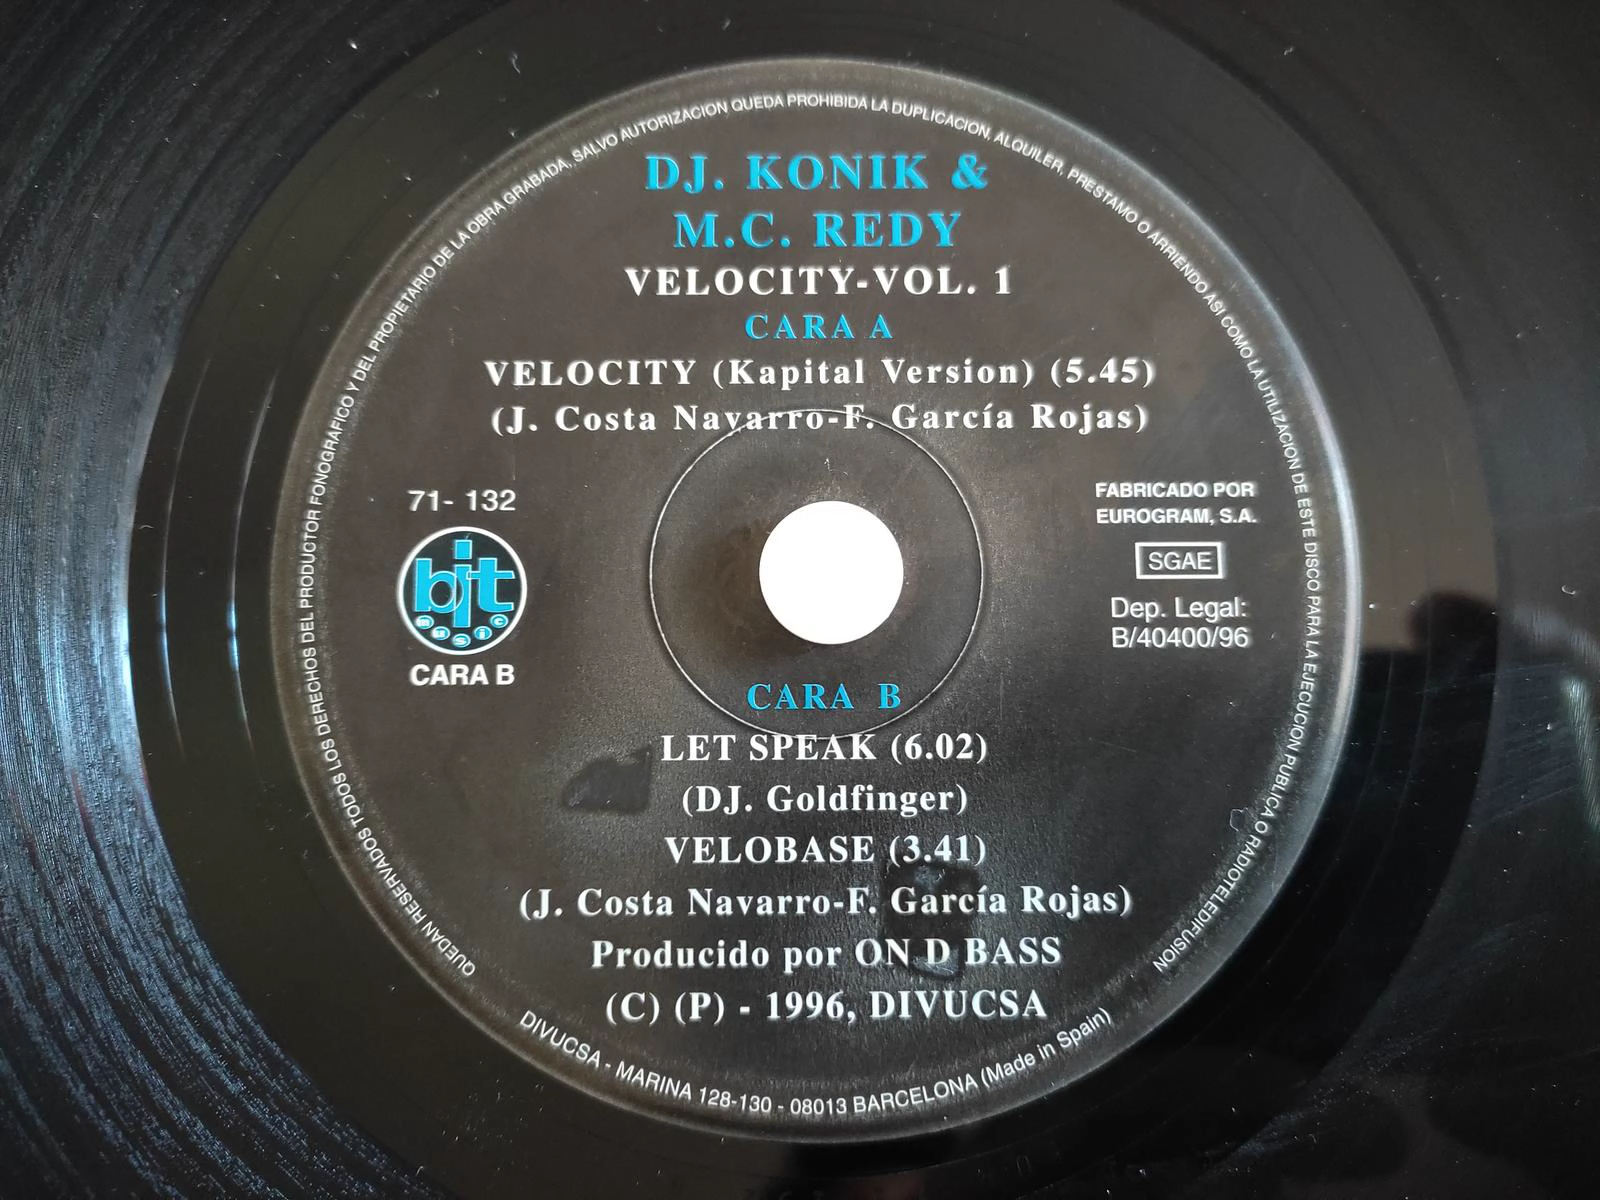 QUEDAN RESERVADOS TODOS LOS DERECHOS DEL PRODUCTOR FONOGRAFICO Y DEL PROPIETARIO DE LA OBRA GRABADA, SALVO AUTORIZACION QUEDA PROHIBIDA LA DUPLICACION, ALQUILER, PRESTAMO O ARRIENDO ASI COMO LA UTILIZACION DE ESTE DISCO PARA LA EJECUCION PUBLICA O RADIOTELEDIFUSION
DJ. KONIK &
M.C. REDY
VELOCITY-VOL. 1
CARA A
VELOCITY (Kapital Version) (5.45)
(J. Costa Navarro-F. García Rojas)
71- 132
bit
music
CARA B
FABRICADO POR
EUROGRAM, S.A.
SGAE
Dep. Legal:
B/40400/96
CARA B
LET SPEAK (6.02)
(DJ. Goldfinger)
VELOBASE (3.41)
(J. Costa Navarro-F. García Rojas)
Producido por ON D BASS
(C) (P) - 1996, DIVUCSA
DIVUCSA - MARINA 128-130 - 08013 BARCELONA (Made in Spain)